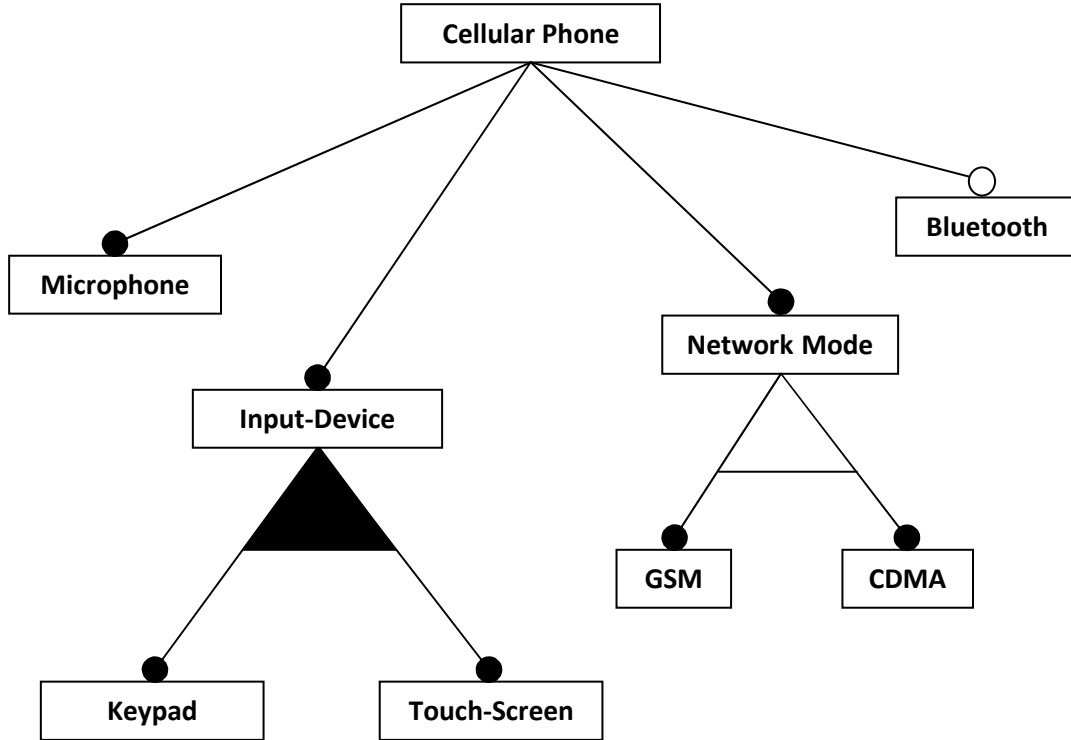 Cellular Phone
Bluetooth
Microphone
Network Mode
Input-Device
GSM
CDMA
Keypad
Touch-Screen